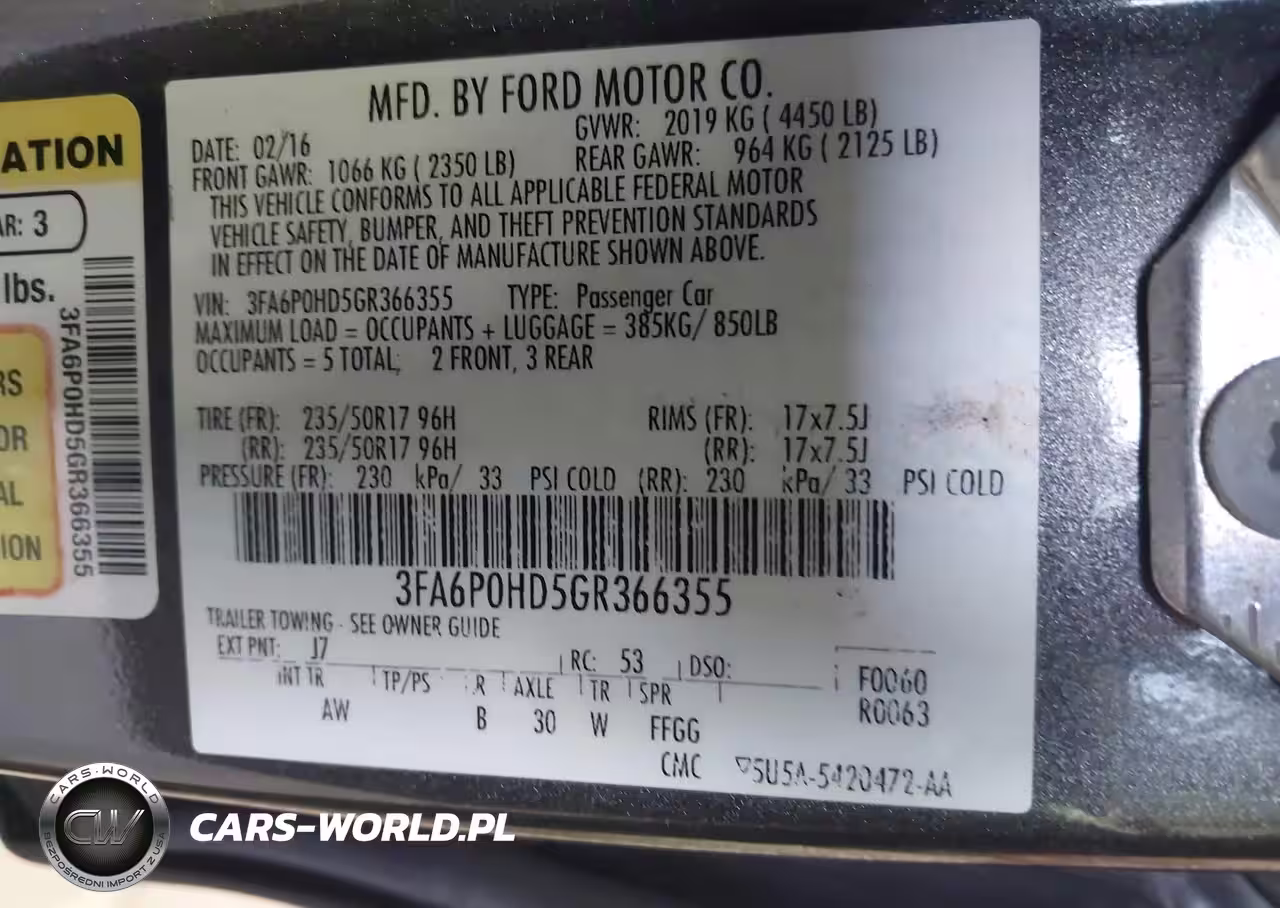 MFD. BY FORD MOTOR CO.
DATE: 02/16 GVWR: 2019 KG ( 4450 LB)
FRONT GAWR: 1066 KG ( 2350 LB) REAR GAWR: 964 KG ( 2125 LB)
THIS VEHICLE CONFORMS TO ALL APPLICABLE FEDERAL MOTOR
VEHICLE SAFETY, BUMPER, AND THEFT PREVENTION STANDARDS
IN EFFECT ON THE DATE OF MANUFACTURE SHOWN ABOVE.
VIN: 3FA6P0HD5GR366355 TYPE: Passenger Car
MAXIMUM LOAD = OCCUPANTS + LUGGAGE = 385KG/ 850LB
OCCUPANTS = 5 TOTAL; 2 FRONT, 3 REAR
TIRE (FR): 235/50R17 96H RIMS (FR): 17x7.5J
(RR): 235/50R17 96H (RR): 17x7.5J
PRESSURE (FR): 230 kPa/ 33 PSI COLD (RR): 230 kPa/ 33 PSI COLD
3FA6P0HD5GR366355
TRAILER TOWING - SEE OWNER GUIDE
EXT PNT: J7 RC: 53 DSO: F0060
INT TR TP/PS R AXLE TR SPR R0063
AW B 30 W FFGG
CMC 5U5A-5420472-AA
ATION
AR: 3
lbs.
3FA6P0HD5GR366355
RS
OR
AL
ION
CARS-WORLD
CW
BEZPOŚREDNI IMPORT Z USA
CARS-WORLD.PL